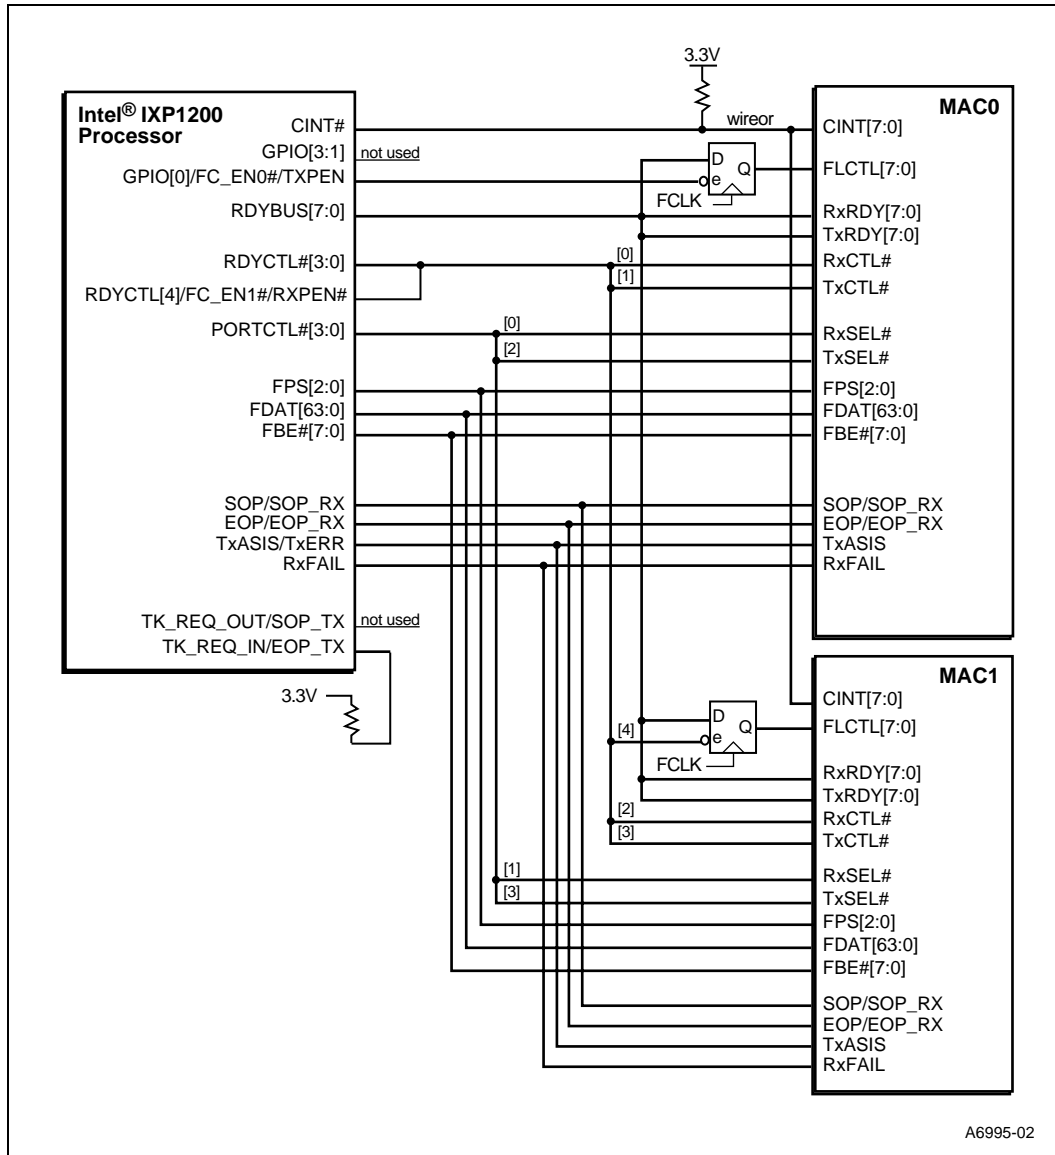 3.3V
Intel® IXP1200
Processor
CINT#
GPIO[3:1]
not used
GPIO[0]/FC_EN0#/TXPEN
RDYBUS[7:0]
RDYCTL#[3:0]
RDYCTL[4]/FC_EN1#/RXPEN#
PORTCTL#[3:0]
FPS[2:0]
FDAT[63:0]
FBE#[7:0]
SOP/SOP_RX
EOP/EOP_RX
TxASIS/TxERR
RxFAIL
TK_REQ_OUT/SOP_TX
not used
TK_REQ_IN/EOP_TX
3.3V
wireor
D
Q
e
FCLK
[0]
[1]
[0]
[2]
MAC0
CINT[7:0]
FLCTL[7:0]
RxRDY[7:0]
TxRDY[7:0]
RxCTL#
TxCTL#
RxSEL#
TxSEL#
FPS[2:0]
FDAT[63:0]
FBE#[7:0]
SOP/SOP_RX
EOP/EOP_RX
TxASIS
RxFAIL
D
Q
e
[4]
FCLK
[2]
[3]
[1]
[3]
MAC1
CINT[7:0]
FLCTL[7:0]
RxRDY[7:0]
TxRDY[7:0]
RxCTL#
TxCTL#
RxSEL#
TxSEL#
FPS[2:0]
FDAT[63:0]
FBE#[7:0]
SOP/SOP_RX
EOP/EOP_RX
TxASIS
RxFAIL
A6995-02